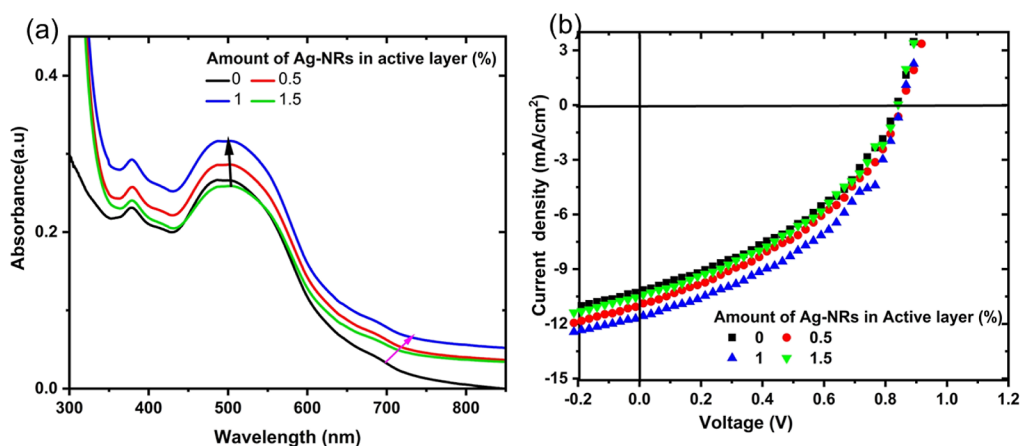 (a)
Amount of Ag-NRs in active layer (%)
0 0.5
1 1.5
0.4
0.2
0.0
Absorbance(a.u)
300 400 500 600 700 800
Wavelength (nm)
(b)
3
0
-3
-6
-9
-12
-15
Current density (mA/cm²)
Amount of Ag-NRs in Active layer (%)
0 0.5
1 1.5
-0.2 0.0 0.2 0.4 0.6 0.8 1.0 1.2
Voltage (V)